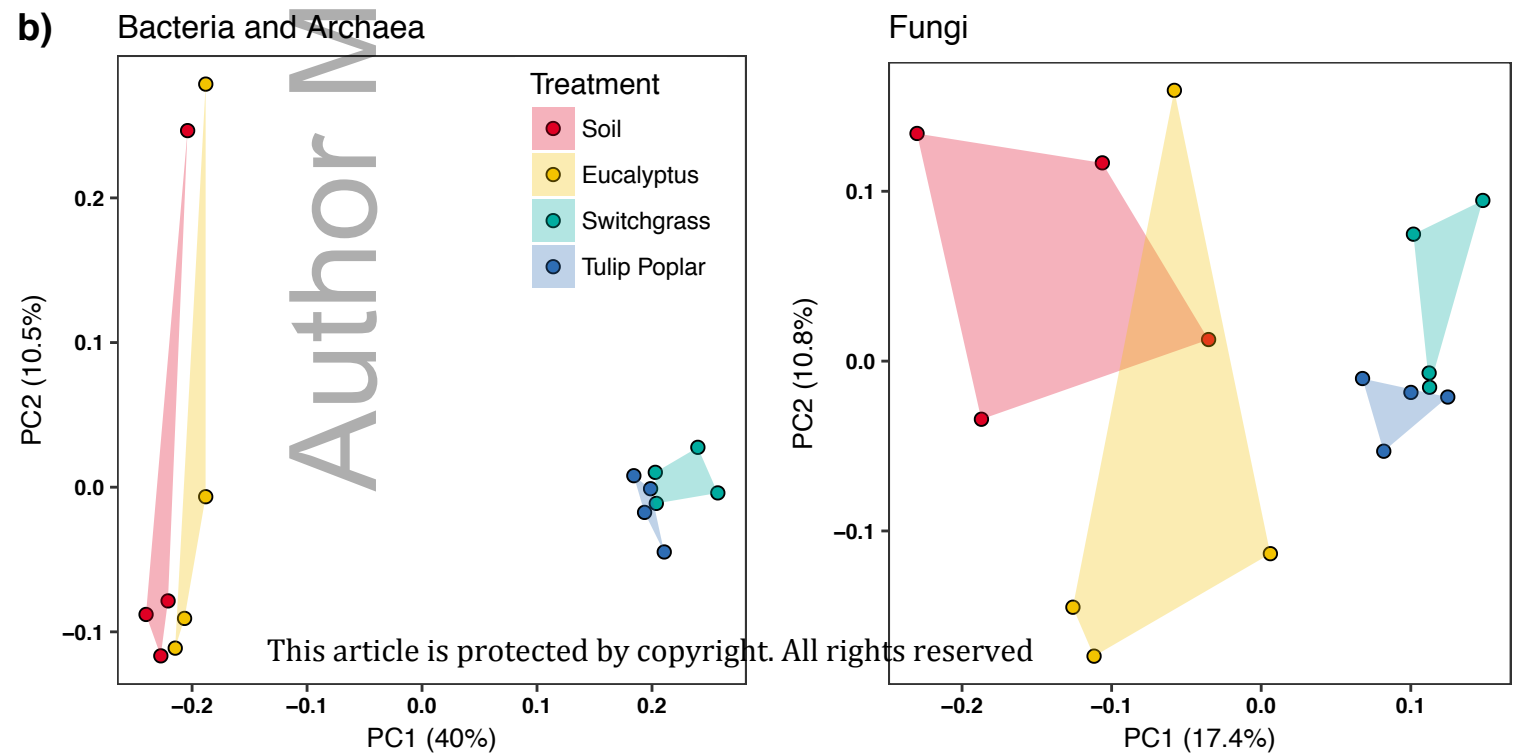 b)
Bacteria and Archaea
Fungi
Author M
Treatment
Soil
Eucalyptus
Switchgrass
Tulip Poplar
PC2 (10.5%)
0.2
0.1
0.0
−0.1
−0.2
−0.1
0.0
0.1
0.2
PC1 (40%)
PC2 (10.8%)
0.1
0.0
−0.1
−0.2
−0.1
0.0
0.1
PC1 (17.4%)
This article is protected by copyright. All rights reserved